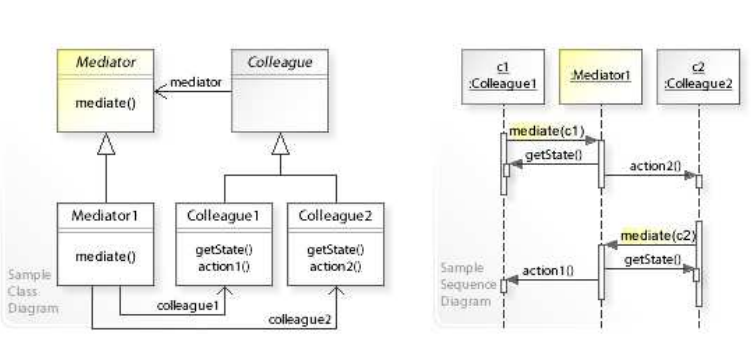 Mediator
mediate()
mediator
Colleague
Mediator1
mediate()
Colleague1
getState()
action1()
Colleague2
getState()
action2()
colleague1
colleague2
Sample
Class
Diagram
c1
:Colleague1
:Mediator1
c2
:Colleague2
mediate(c1)
getState()
action2()
mediate(c2)
getState()
action1()
Sample
Sequence
Diagram